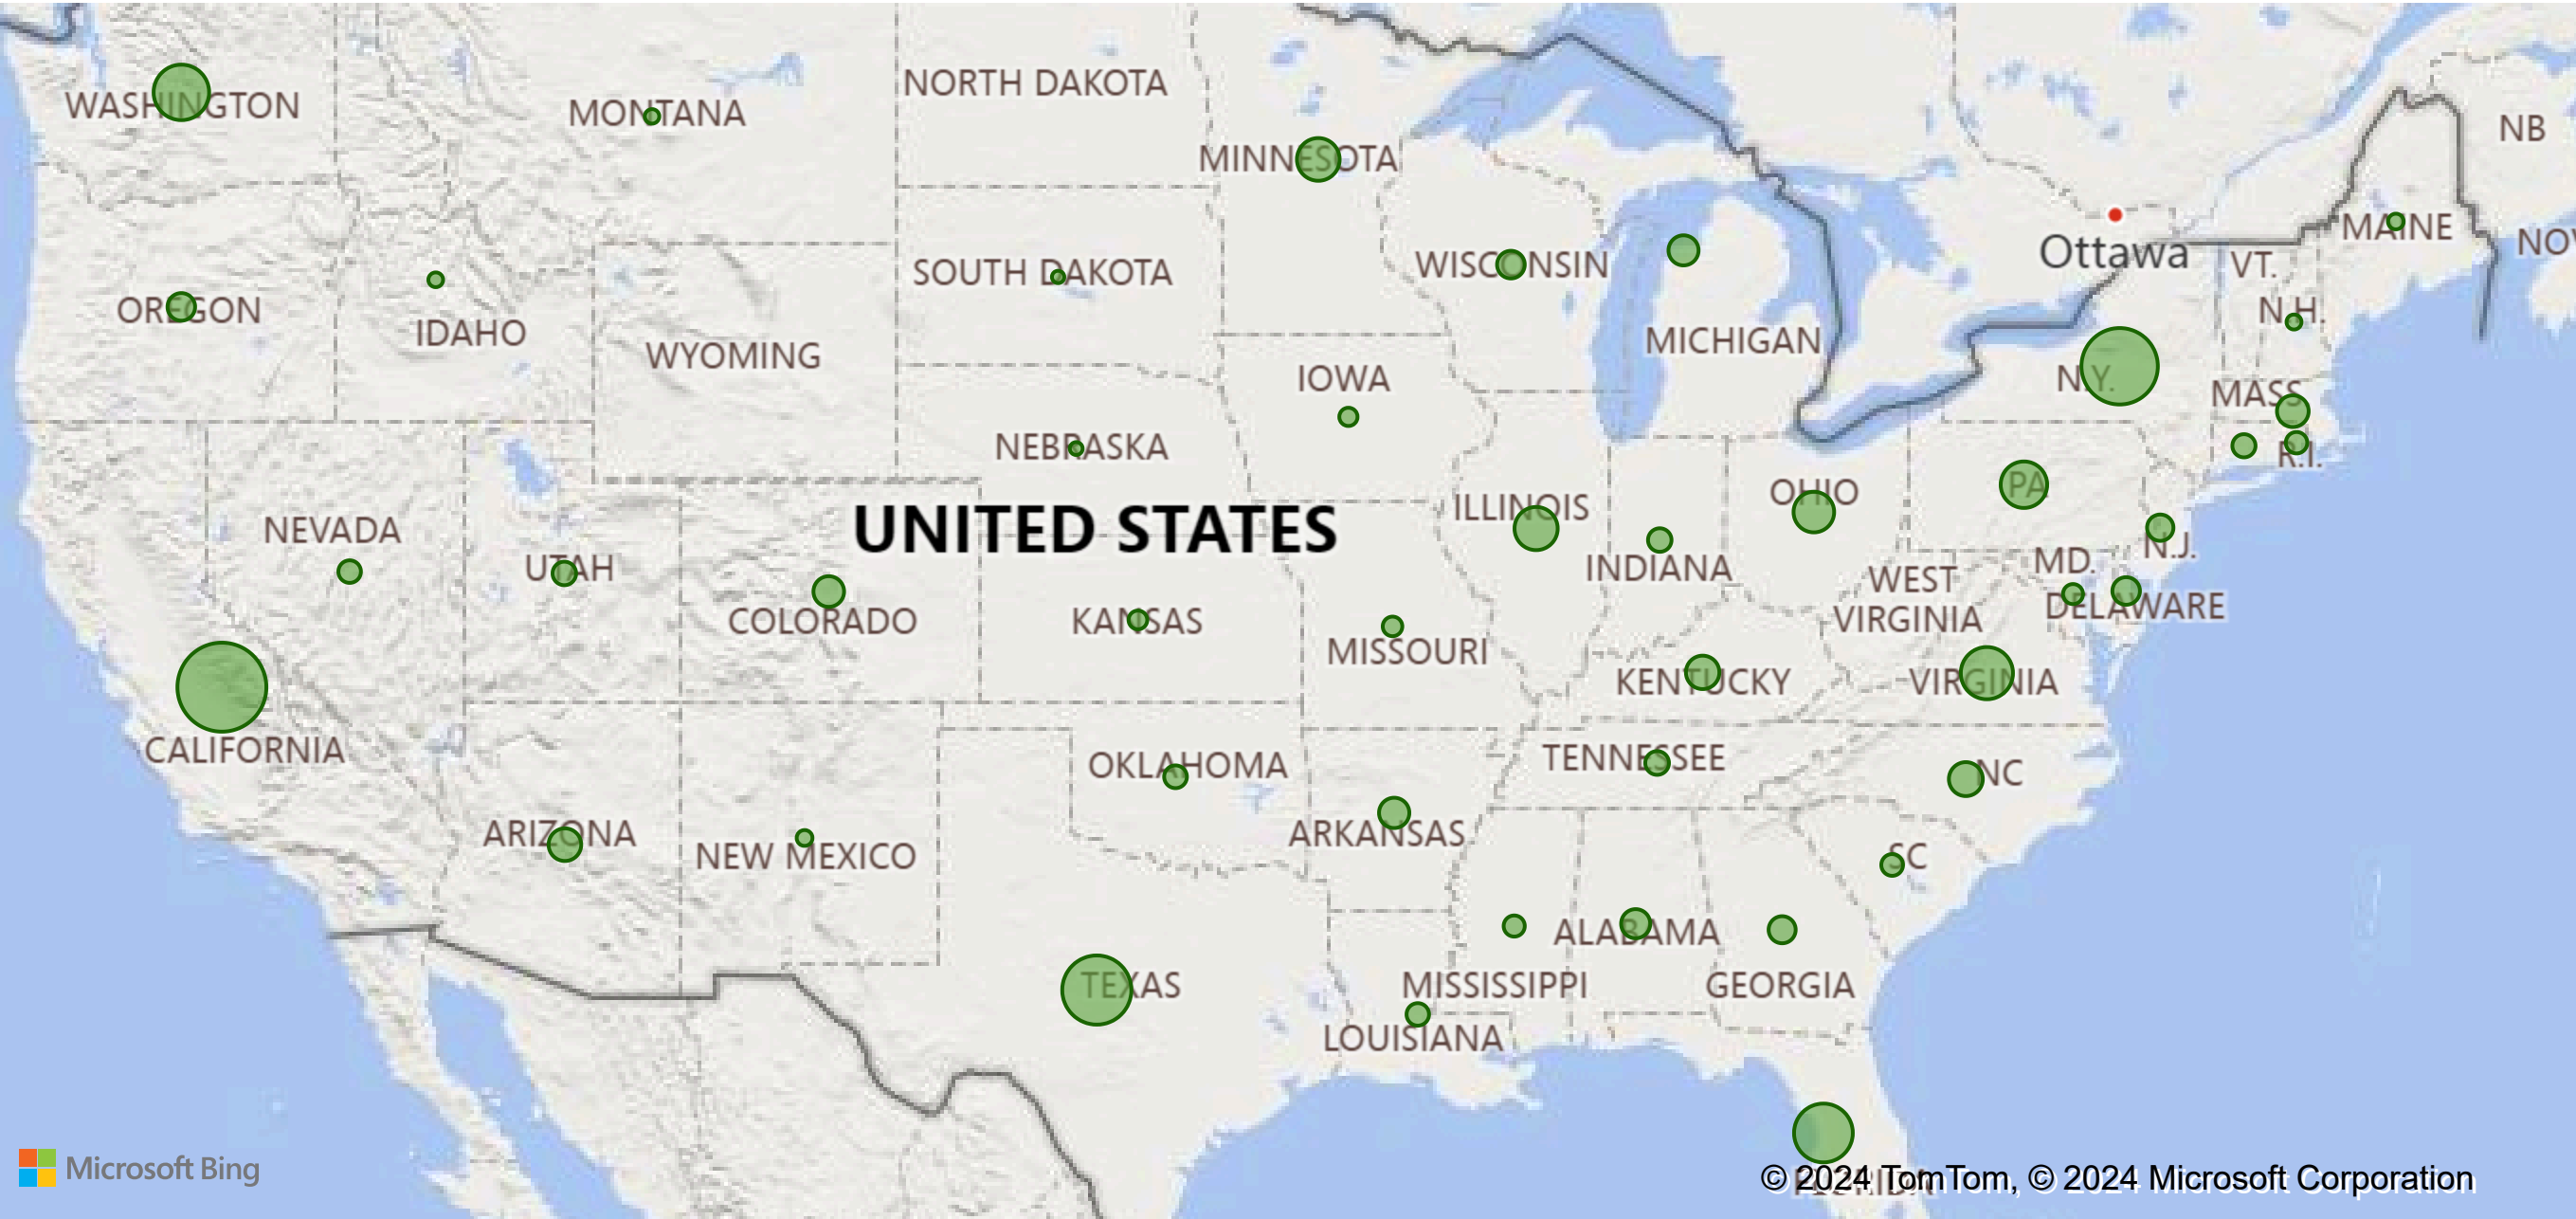 NORTH DAKOTA
WASHINGTON
MONTANA
NB
MINNESOTA
MAINE
NOV
Ottawa
VT.
WISCONSIN
SOUTH DAKOTA
OREGON
N.H.
IDAHO
MICHIGAN
WYOMING
IOWA
N.Y.
MASS
NEBRASKA
R.I.
PA
OHIO
ILLINOIS
UNITED STATES
NEVADA
N.J.
MD.
UTAH
INDIANA
WEST
VIRGINIA
DELAWARE
COLORADO
KANSAS
MISSOURI
KENTUCKY
VIRGINIA
CALIFORNIA
TENNESSEE
OKLAHOMA
NC
ARIZONA
ARKANSAS
NEW MEXICO
SC
ALABAMA
TEXAS
MISSISSIPPI
GEORGIA
LOUISIANA
Microsoft Bing
FLORIDA
© 2024 TomTom, © 2024 Microsoft Corporation